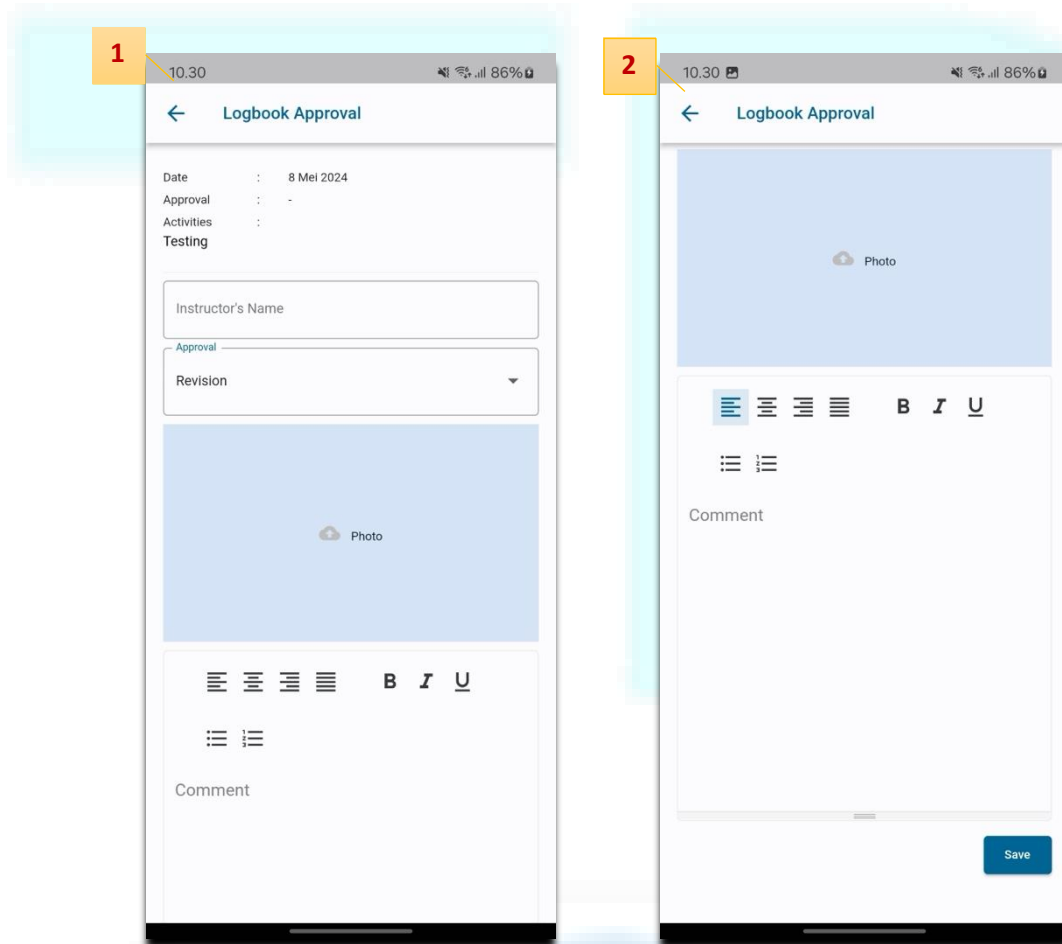 1
10.30 86%
Logbook Approval
Date : 8 Mei 2024
Approval : -
Activities :
Testing
Instructor's Name
Approval
Revision
Photo
B I U
Comment
2
10.30 86%
Logbook Approval
Photo
B I U
Comment
Save